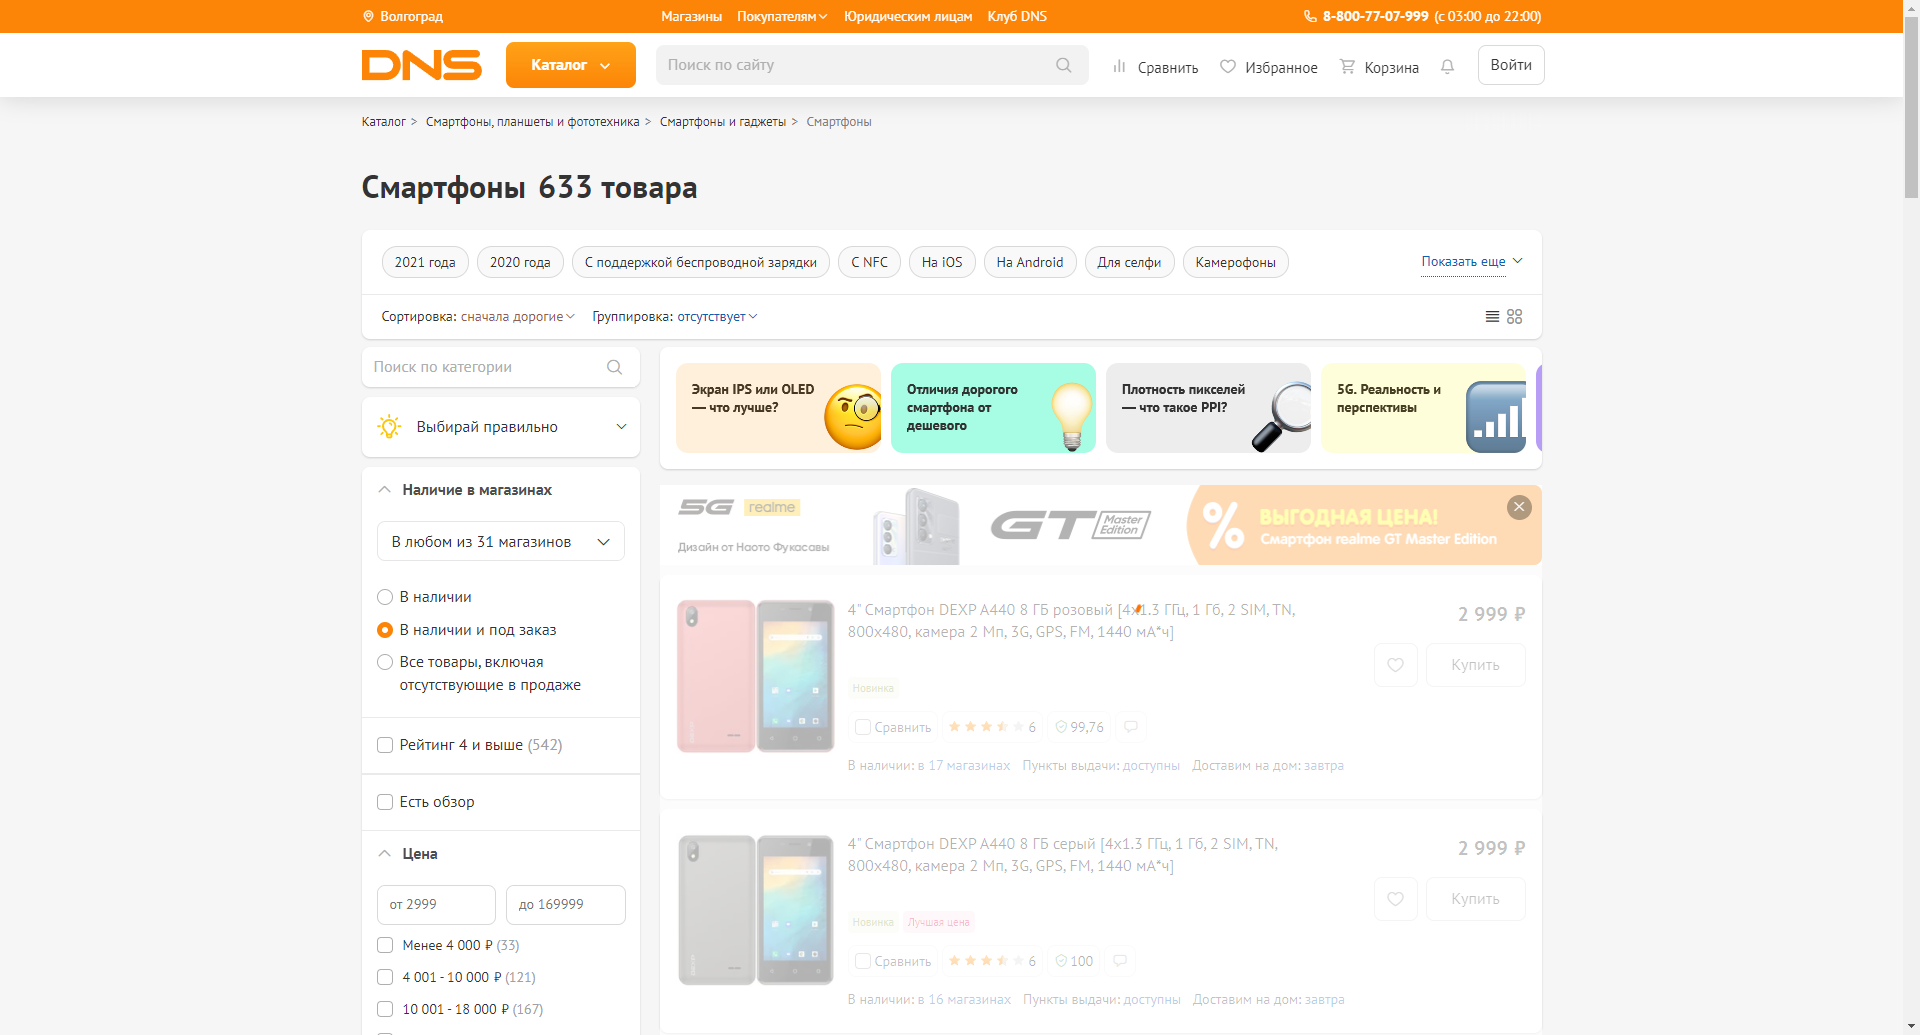 Волгоград
Магазины
Покупателям
Юридическим лицам
Клуб DNS
8-800-77-07-999 (с 03:00 до 22:00)
DNS
Каталог
Поиск по сайту
Сравнить
Избранное
Корзина
Войти
Каталог > Смартфоны, планшеты и фототехника > Смартфоны и гаджеты > Смартфоны
Смартфоны 633 товара
2021 года
2020 года
С поддержкой беспроводной зарядки
С NFC
На iOS
На Android
Для селфи
Камерофоны
Показать еще
Сортировка: сначала дорогие
Группировка: отсутствует
Поиск по категории
Выбирай правильно
Наличие в магазинах
В любом из 31 магазинов
В наличии
В наличии и под заказ
Все товары, включая
отсутствующие в продаже
Рейтинг 4 и выше (542)
Есть обзор
Цена
от 2999
до 169999
Менее 4 000 ₽ (33)
4 001 - 10 000 ₽ (121)
10 001 - 18 000 ₽ (167)
Экран IPS или OLED
— что лучше?
Отличия дорогого
смартфона от
дешевого
Плотность пикселей
— что такое PPI?
5G. Реальность и
перспективы
5G realme
Дизайн от Наото Фукасавы
GT Master
Edition
%
ВЫГОДНАЯ ЦЕНА!
Смартфон realme GT Master Edition
4" Смартфон DEXP A440 8 ГБ розовый [4x1.3 ГГц, 1 Гб, 2 SIM, TN,
800x480, камера 2 Мп, 3G, GPS, FM, 1440 мА*ч]
2 999 ₽
Купить
Новинка
Сравнить
6
99,76
В наличии: в 17 магазинах
Пункты выдачи: доступны
Доставим на дом: завтра
4" Смартфон DEXP A440 8 ГБ серый [4x1.3 ГГц, 1 Гб, 2 SIM, TN,
800x480, камера 2 Мп, 3G, GPS, FM, 1440 мА*ч]
2 999 ₽
Купить
Новинка
Лучшая цена
Сравнить
6
100
В наличии: в 16 магазинах
Пункты выдачи: доступны
Доставим на дом: завтра